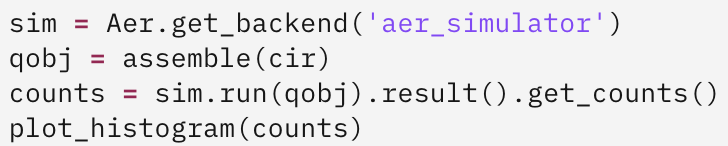 sim = Aer.get_backend('aer_simulator')
qobj = assemble(cir)
counts = sim.run(qobj).result().get_counts()
plot_histogram(counts)